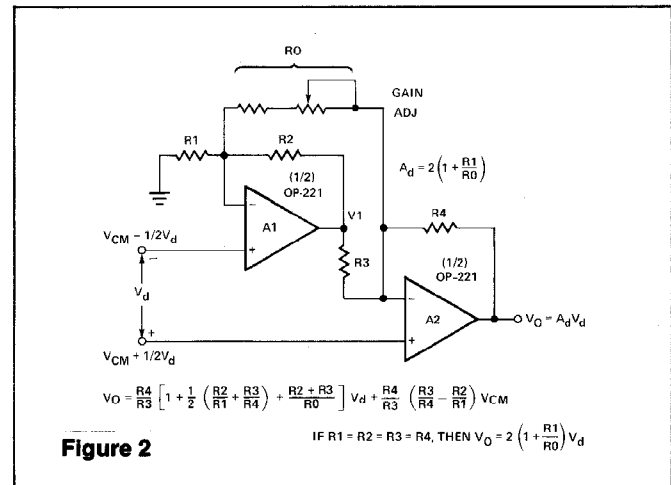 R0
GAIN
ADJ
R1
R2
A_d = 2 (1 + R1/R0)
(1/2)
OP-221
V1
R4
A1
−
+
V_CM − 1/2V_d
−
R3
(1/2)
OP-221
V_d
−
A2
+
V_O = A_dV_d
+
V_CM + 1/2V_d
V_O = R4/R3 [1 + 1/2 (R2/R1 + R3/R4) + R2 + R3/R0] V_d + R4/R3 (R3/R4 − R2/R1) V_CM
IF R1 = R2 = R3 = R4, THEN V_O = 2 (1 + R1/R0) V_d
Figure 2